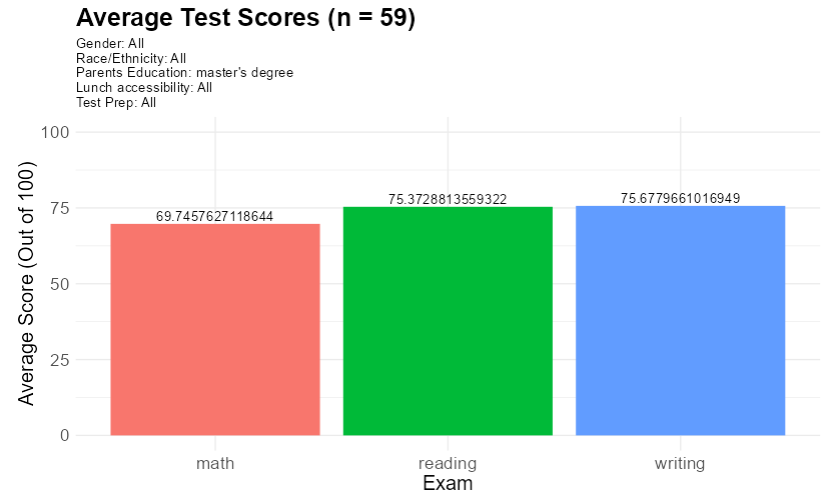 Average Test Scores (n = 59)
Gender: All
Race/Ethnicity: All
Parents Education: master's degree
Lunch accessibility: All
Test Prep: All
100
75
50
25
0
Average Score (Out of 100)
69.7457627118644
75.3728813559322
75.6779661016949
math
reading
writing
Exam